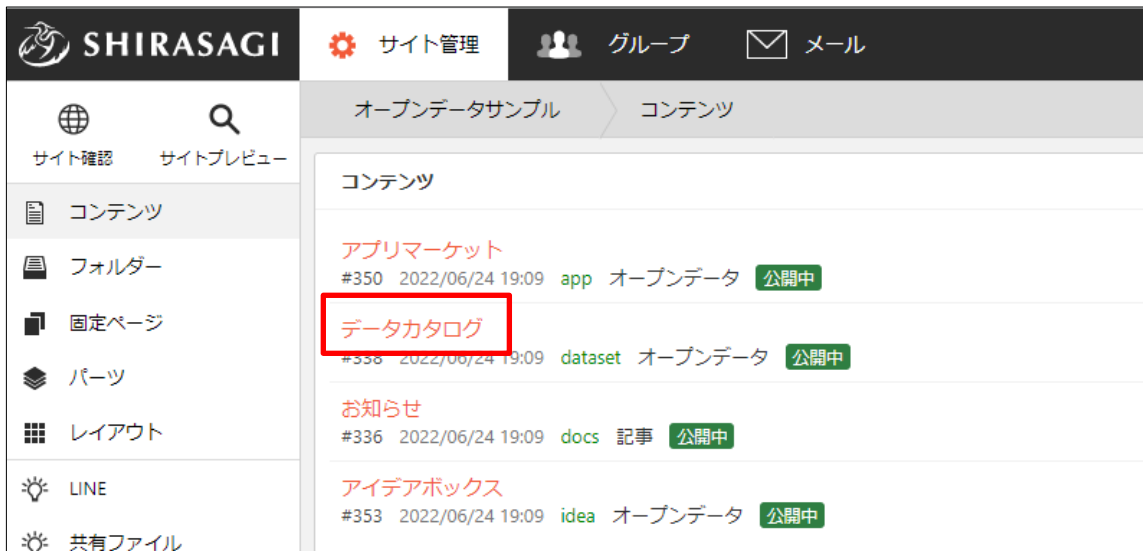 SHIRASAGI サイト管理 グループ メール
サイト確認 サイトプレビュー
コンテンツ
フォルダー
固定ページ
パーツ
レイアウト
LINE
共有ファイル
オープンデータサンプル コンテンツ
コンテンツ
アプリマーケット
#350 2022/06/24 19:09 app オープンデータ 公開中
データカタログ
#338 2022/06/24 19:09 dataset オープンデータ 公開中
お知らせ
#336 2022/06/24 19:09 docs 記事 公開中
アイデアボックス
#353 2022/06/24 19:09 idea オープンデータ 公開中